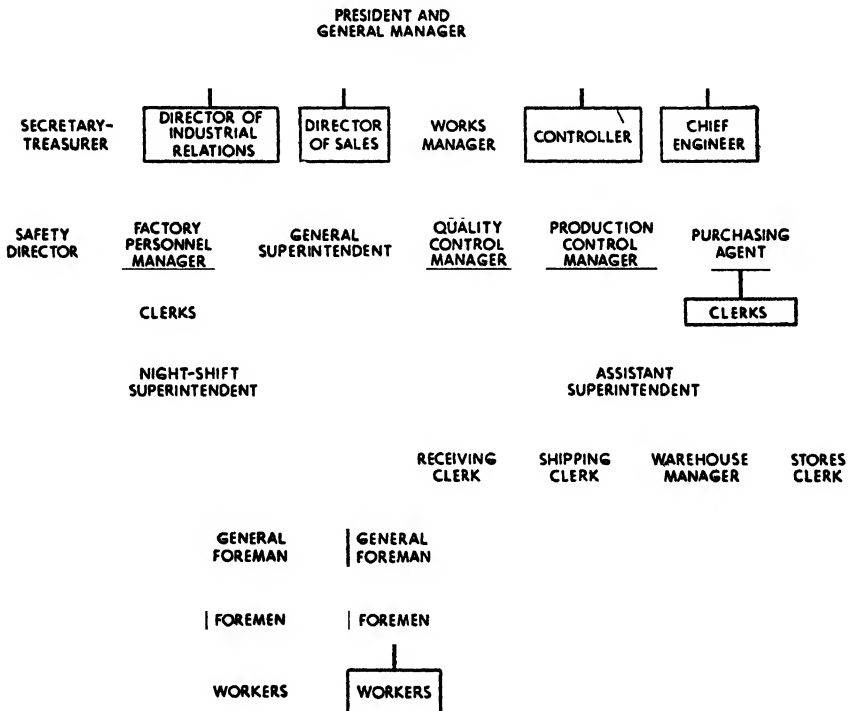 PRESIDENT AND
GENERAL MANAGER
SECRETARY-
TREASURER
DIRECTOR OF
INDUSTRIAL
RELATIONS
DIRECTOR
OF SALES
WORKS
MANAGER
CONTROLLER
CHIEF
ENGINEER
SAFETY
DIRECTOR
FACTORY
PERSONNEL
MANAGER
GENERAL
SUPERINTENDENT
QUALITY
CONTROL
MANAGER
PRODUCTION
CONTROL
MANAGER
PURCHASING
AGENT
CLERKS
CLERKS
NIGHT-SHIFT
SUPERINTENDENT
ASSISTANT
SUPERINTENDENT
RECEIVING
CLERK
SHIPPING
CLERK
WAREHOUSE
MANAGER
STORES
CLERK
GENERAL
FOREMAN
GENERAL
FOREMAN
FOREMEN
FOREMEN
WORKERS
WORKERS